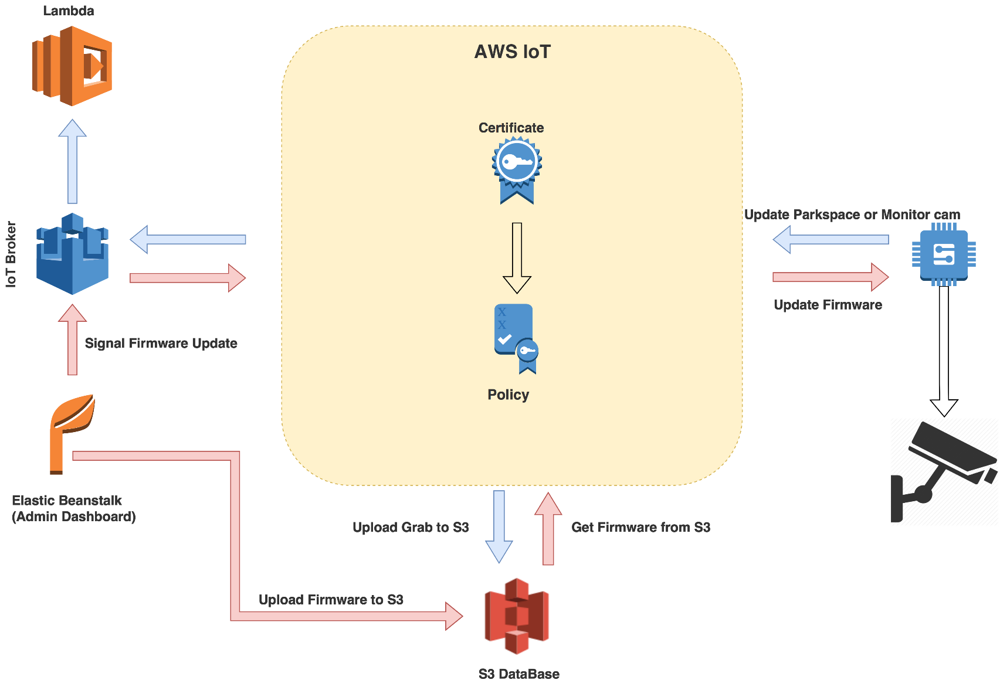 Lambda
AWS IoT
Certificate
Update Parkspace or Monitor cam
IoT Broker
Update Firmware
X
X
Signal Firmware Update
Policy
Elastic Beanstalk
(Admin Dashboard)
Upload Grab to S3
Get Firmware from S3
Upload Firmware to S3
S3 DataBase